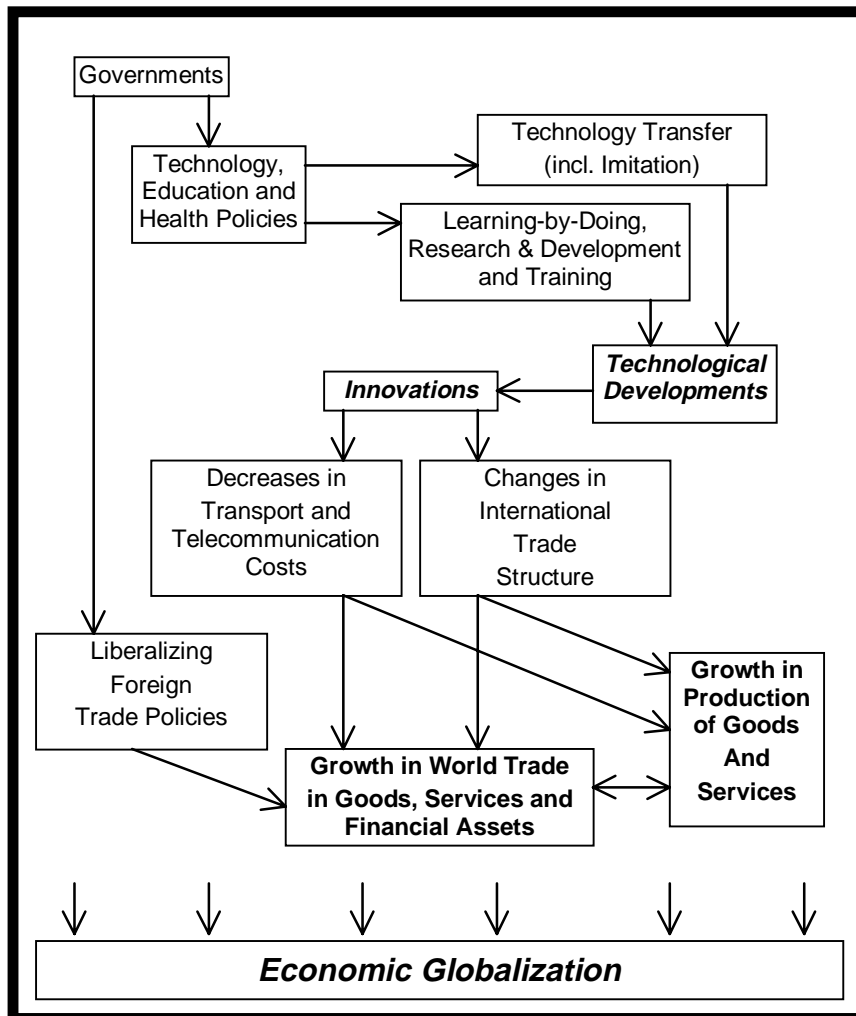 Governments
Technology Transfer
(incl. Imitation)
Technology,
Education and
Health Policies
Learning-by-Doing,
Research & Development
and Training
Technological
Developments
Innovations
Decreases in
Transport and
Telecommunication
Costs
Changes in
International
Trade
Structure
Liberalizing
Foreign
Trade Policies
Growth in
Production
of Goods
And
Services
Growth in World Trade
in Goods, Services and
Financial Assets
Economic Globalization